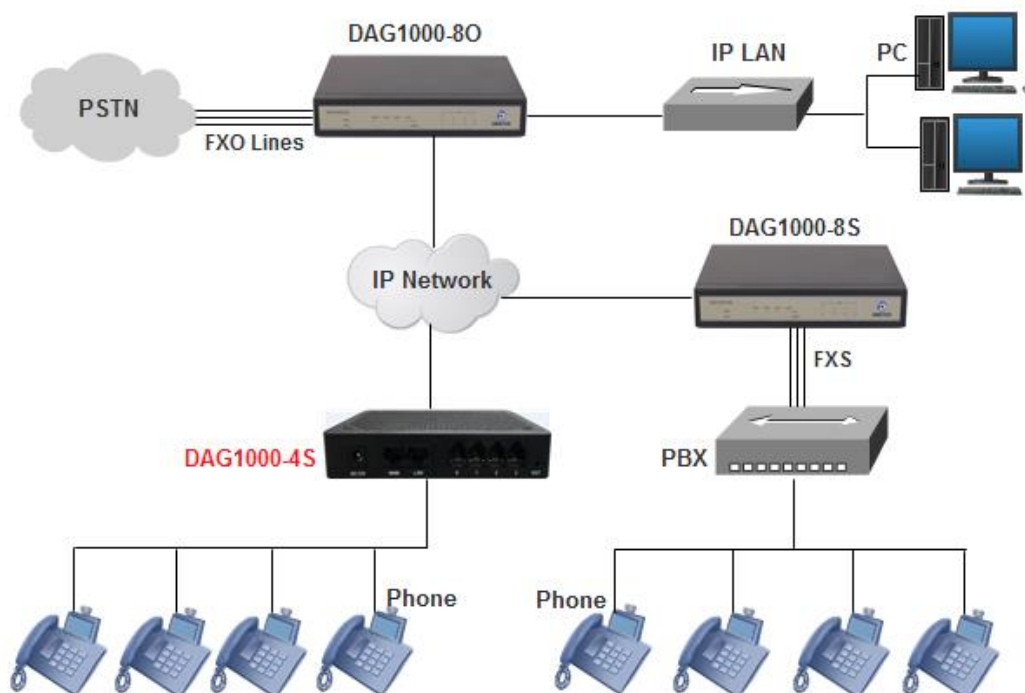 DAG1000-8O
IP LAN
PC
PSTN
FXO Lines
DAG1000-8S
IP Network
FXS
DAG1000-4S
PBX
Phone
Phone